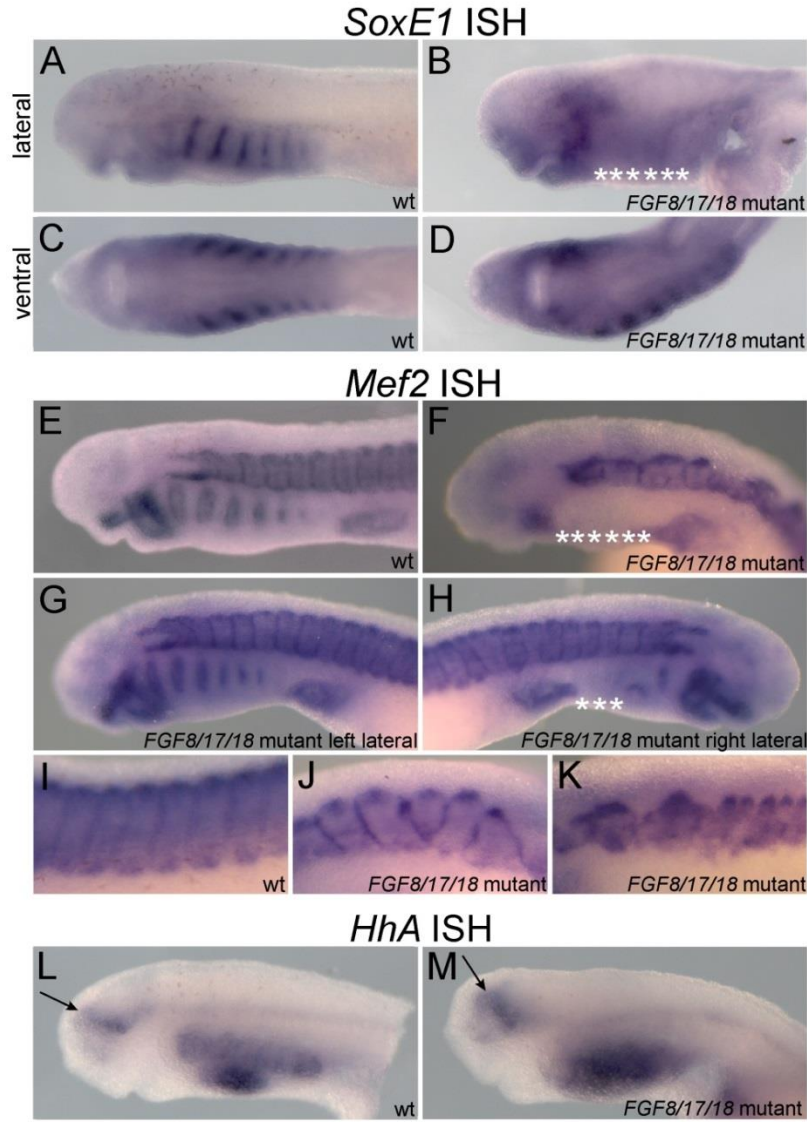 SoxE1 ISH
lateral
A
wt
B
******
FGF8/17/18 mutant
ventral
C
wt
D
FGF8/17/18 mutant
Mef2 ISH
E
wt
F
******
FGF8/17/18 mutant
G
FGF8/17/18 mutant left lateral
H
***
FGF8/17/18 mutant right lateral
I
wt
J
FGF8/17/18 mutant
K
FGF8/17/18 mutant
HhA ISH
L
wt
M
FGF8/17/18 mutant